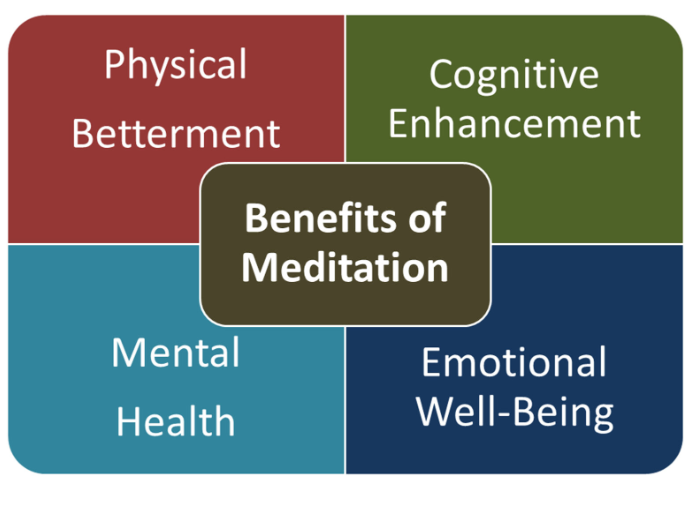 Physical
Betterment
Cognitive
Enhancement
Benefits of
Meditation
Mental
Health
Emotional
Well-Being